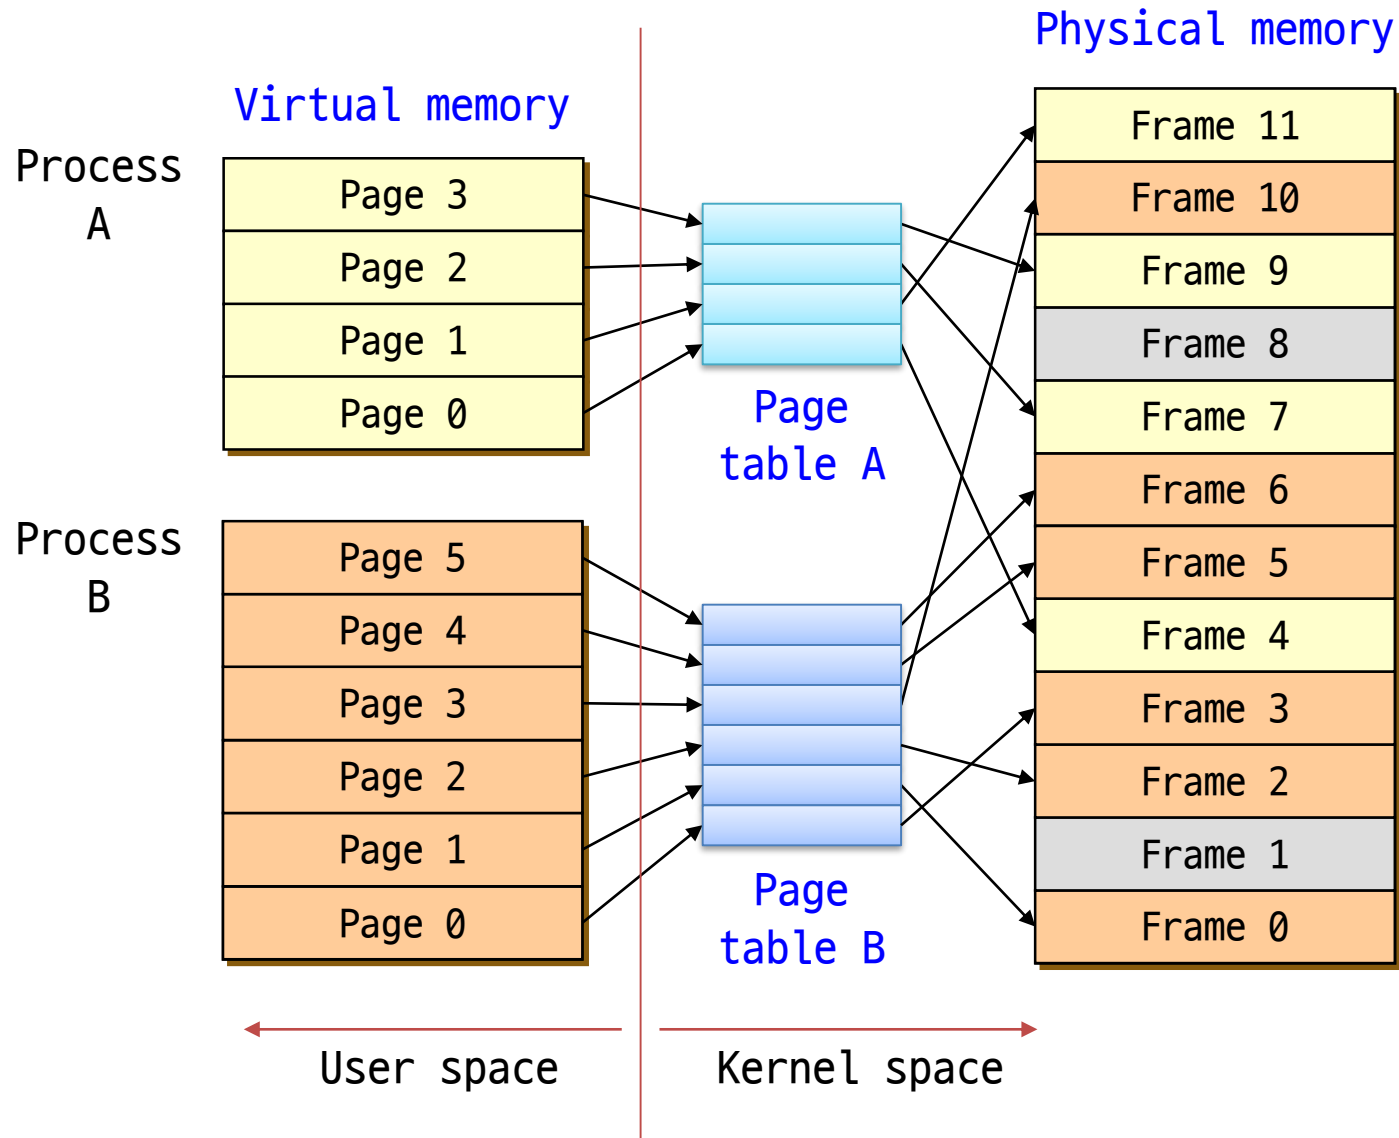 Physical memory
Virtual memory
Process
A
Page 3
Page 2
Page 1
Page 0
Page
table A
Process
B
Page 5
Page 4
Page 3
Page 2
Page 1
Page 0
Page
table B
Frame 11
Frame 10
Frame 9
Frame 8
Frame 7
Frame 6
Frame 5
Frame 4
Frame 3
Frame 2
Frame 1
Frame 0
User space
Kernel space